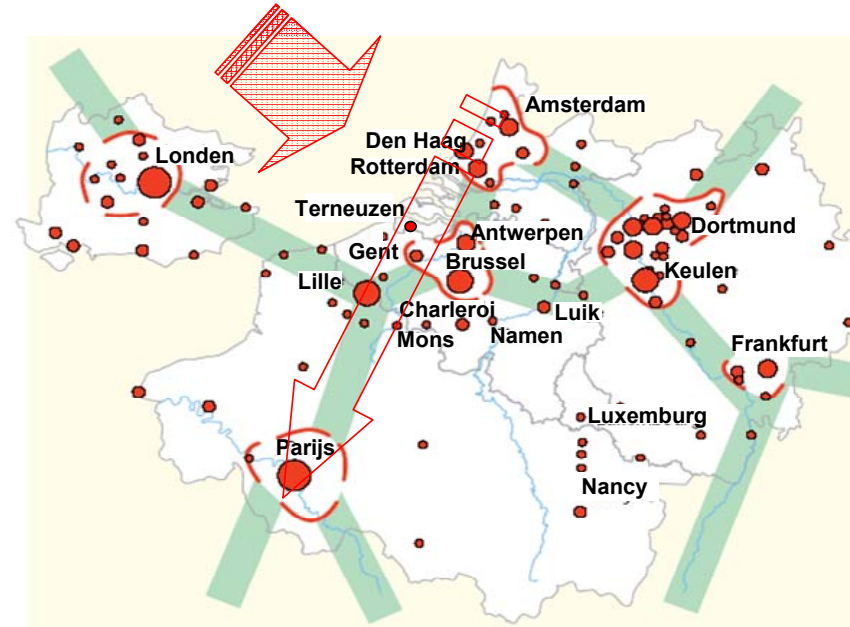 Amsterdam
Den Haag
Rotterdam
Londen
Terneuzen
Antwerpen
Dortmund
Gent
Brussel
Keulen
Lille
Charleroi
Luik
Mons
Namen
Frankfurt
Luxemburg
Parijs
Nancy